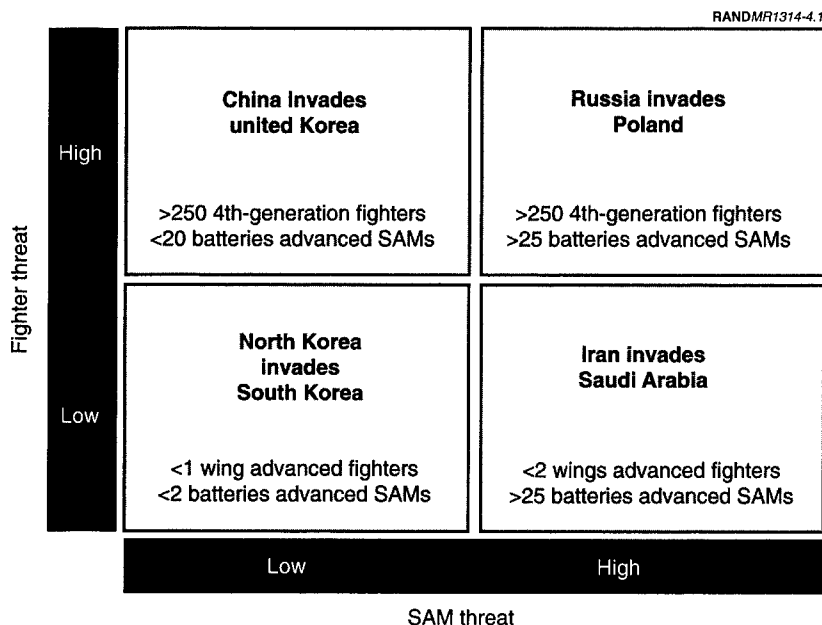 RANDMR1314-4.1
China invades
united Korea
>250 4th-generation fighters
<20 batteries advanced SAMs
Russia invades
Poland
>250 4th-generation fighters
>25 batteries advanced SAMs
High
Fighter threat
North Korea
invades
South Korea
<1 wing advanced fighters
<2 batteries advanced SAMs
Iran invades
Saudi Arabia
<2 wings advanced fighters
>25 batteries advanced SAMs
Low
Low
High
SAM threat